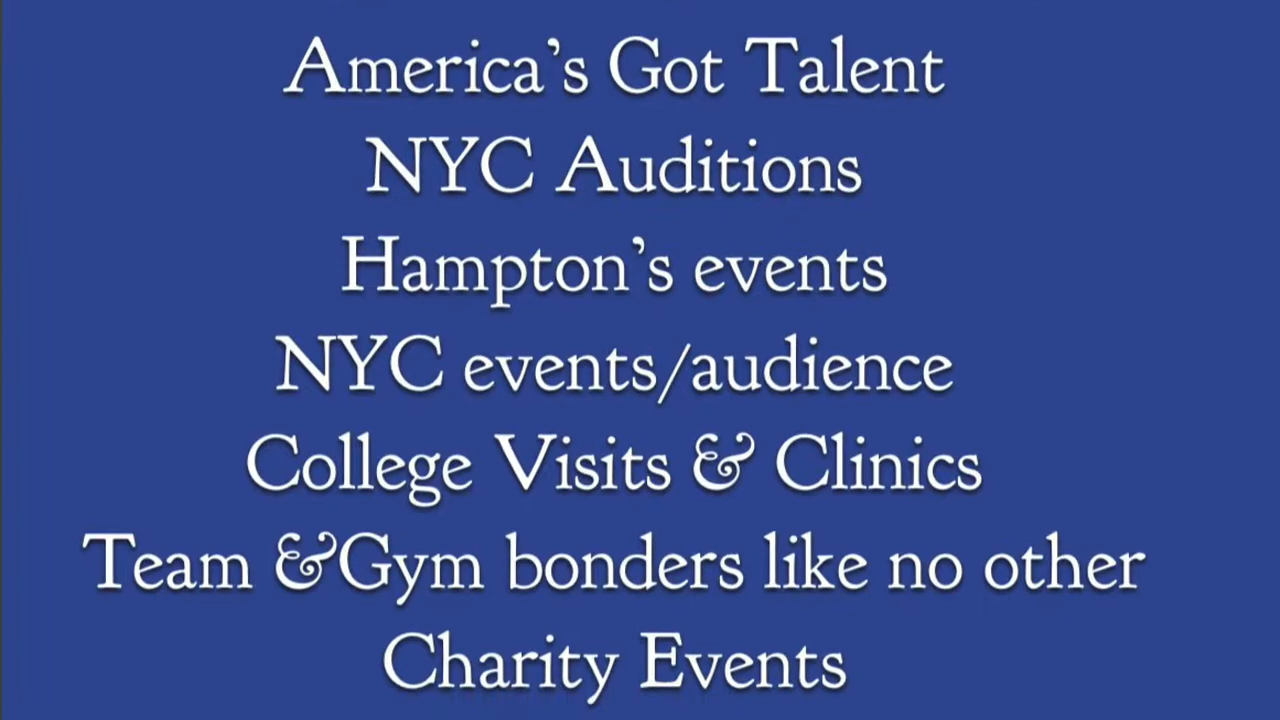 America’s Got Talent
NYC Auditions
Hampton’s events
NYC events/audience
College Visits & Clinics
Team &Gym bonders like no other
Charity Events